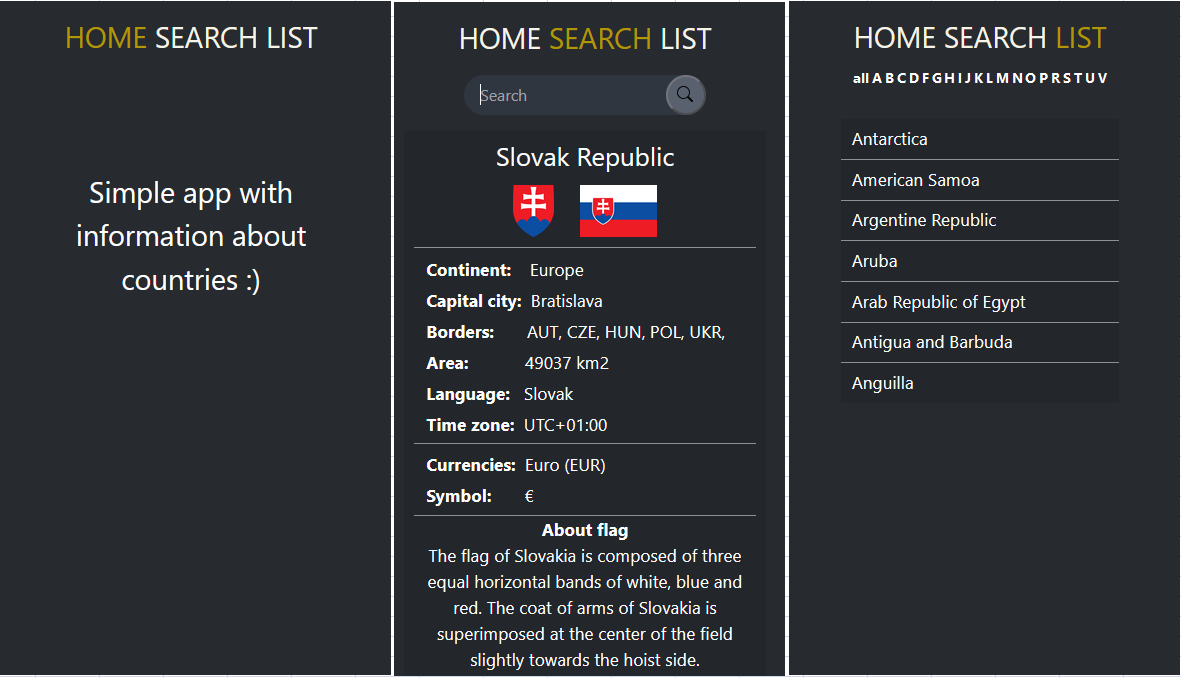 HOME SEARCH LIST
Simple app with
information about
countries :)
HOME SEARCH LIST
Search
Slovak Republic
Continent: Europe
Capital city: Bratislava
Borders: AUT, CZE, HUN, POL, UKR,
Area: 49037 km2
Language: Slovak
Time zone: UTC+01:00
Currencies: Euro (EUR)
Symbol: €
About flag
The flag of Slovakia is composed of three
equal horizontal bands of white, blue and
red. The coat of arms of Slovakia is
superimposed at the center of the field
slightly towards the hoist side.
HOME SEARCH LIST
all A B C D F G H I J K L M N O P R S T U V
Antarctica
American Samoa
Argentine Republic
Aruba
Arab Republic of Egypt
Antigua and Barbuda
Anguilla